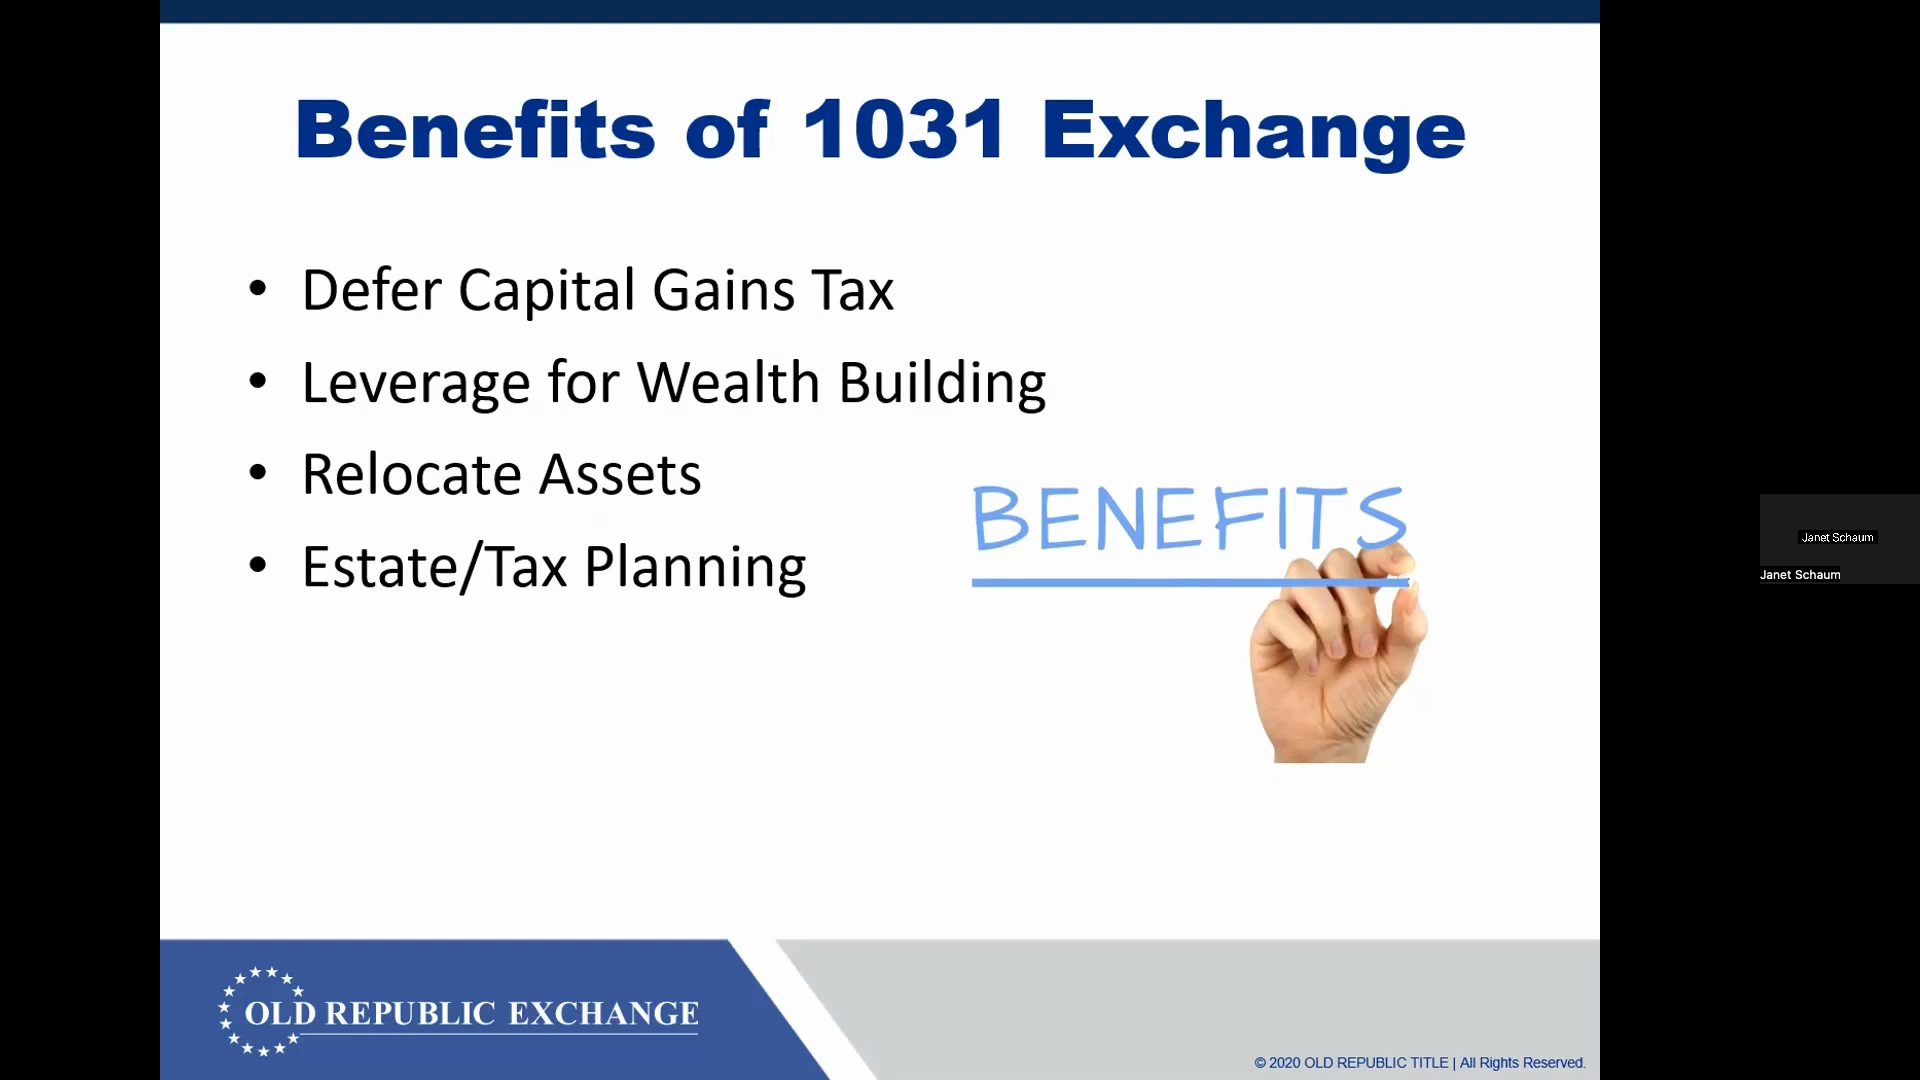 Benefits of 1031 Exchange
• Defer Capital Gains Tax
• Leverage for Wealth Building
• Relocate Assets
• Estate/Tax Planning
BENEFITS
Janet Schaum
Janet Schaum
OLD REPUBLIC EXCHANGE
© 2020 OLD REPUBLIC TITLE | All Rights Reserved.